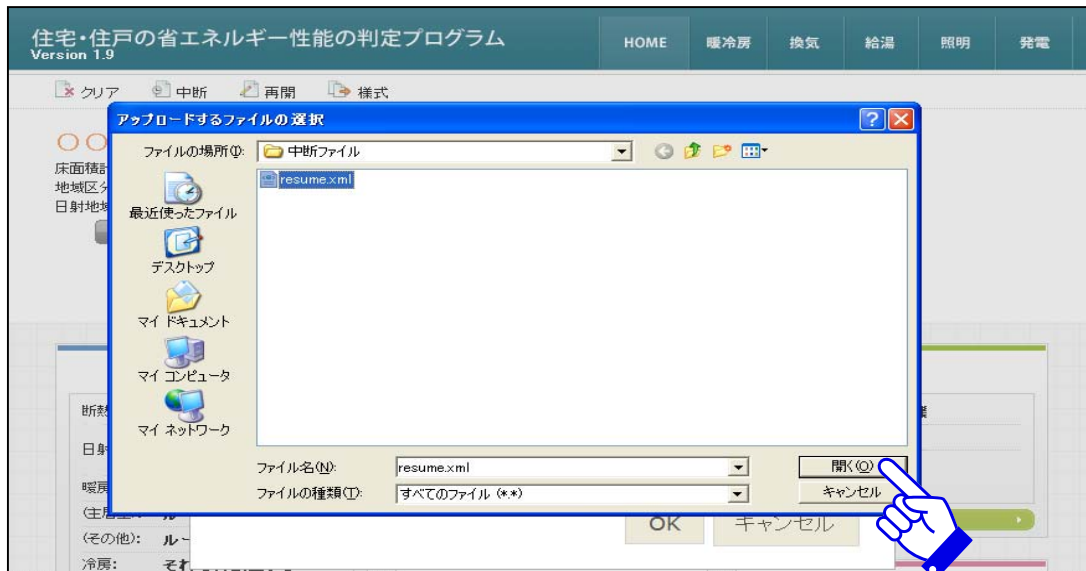 住宅・住戸の省エネルギー性能の判定プログラム
Version 1.9
HOME 暖冷房 換気 給湯 照明 発電
クリア 中断 再開 様式
アップロードするファイルの選択
〇〇
ファイルの場所(I): 中断ファイル
床面積
地域区分
日射地域
resume.xml
最近使ったファイル
デスクトップ
マイ ドキュメント
マイ コンピュータ
マイ ネットワーク
断熱
日射
ファイル名(N): resume.xml 開く(O)
暖房
ファイルの種類(T): すべてのファイル (*.*) キャンセル
OK キャンセル
(その他): ルー
冷房: それ